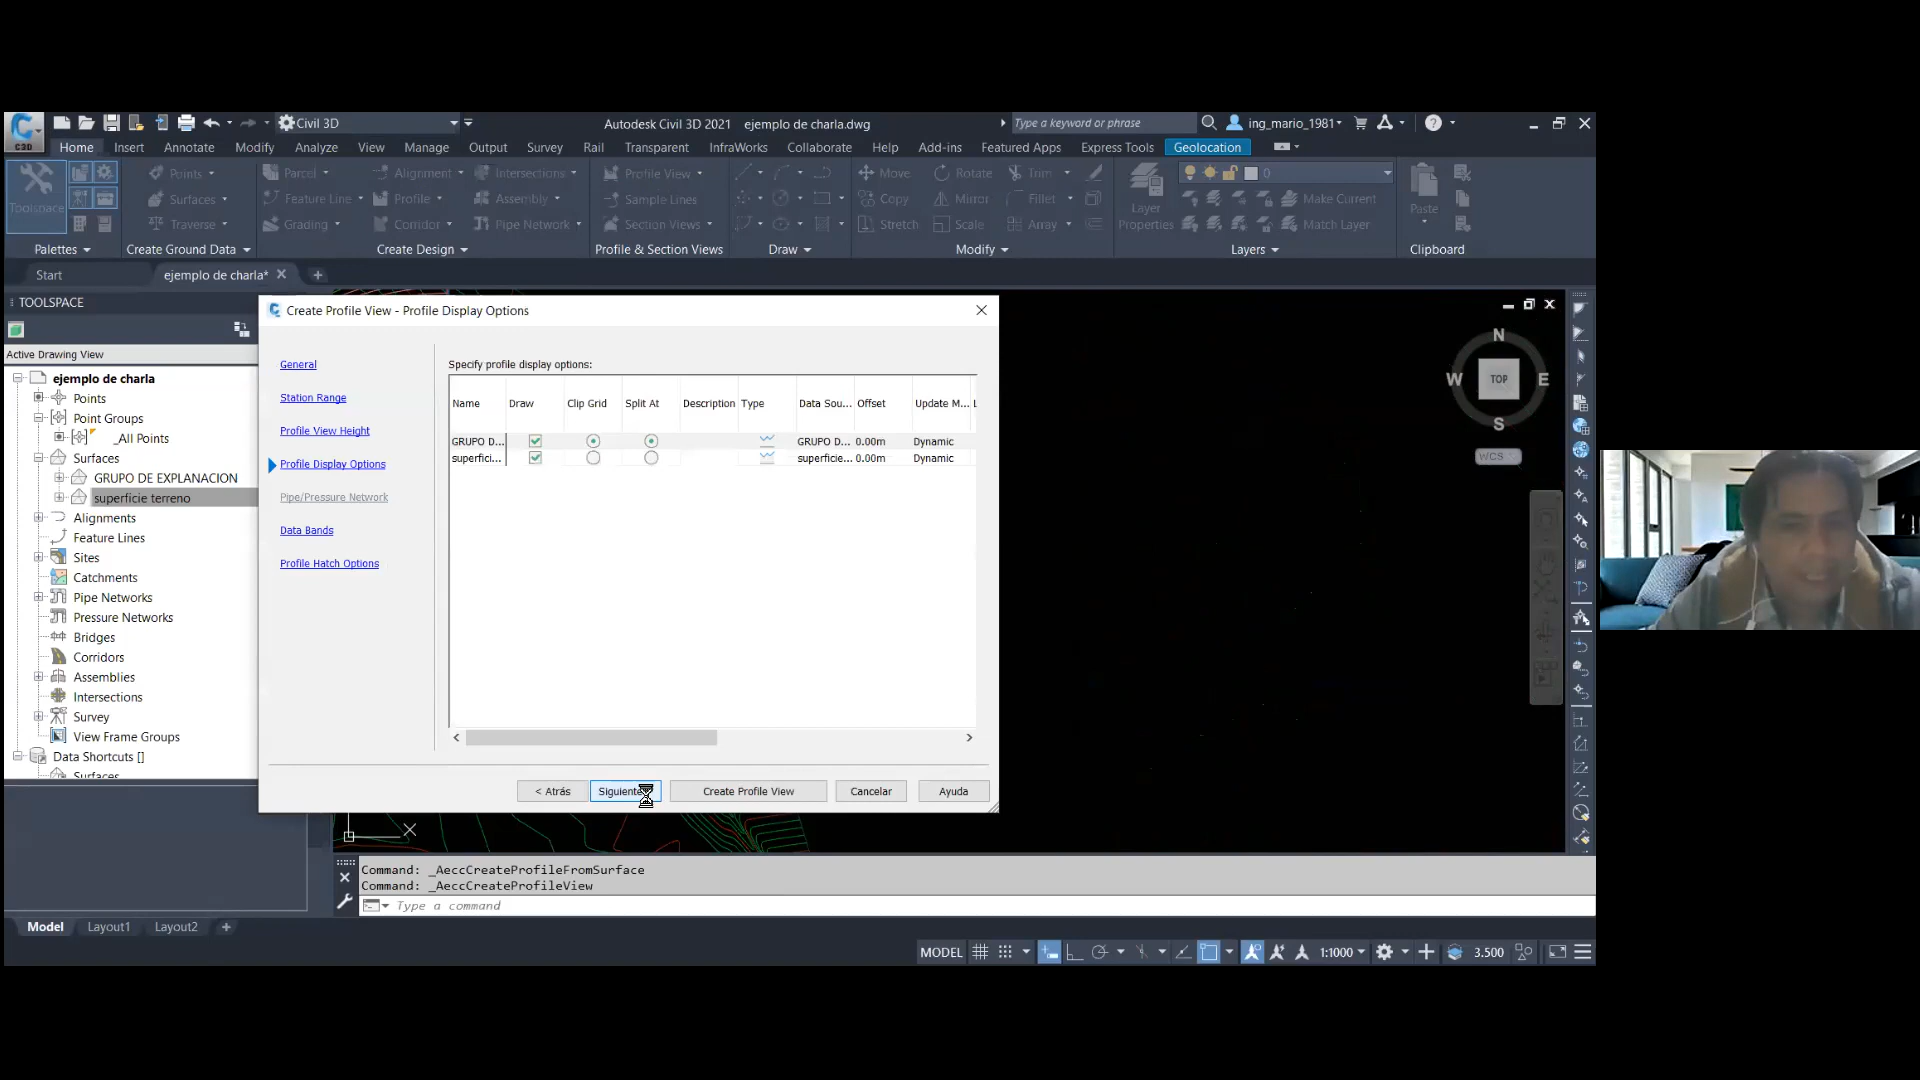 C3D
Civil 3D
Autodesk Civil 3D 2021 ejemplo de charla.dwg
Type a keyword or phrase
ing_mario_1981
Home Insert Annotate Modify Analyze View Manage Output Survey Rail Transparent InfraWorks Collaborate Help Add-ins Featured Apps Express Tools Geolocation
Toolspace
Points
Surfaces
Traverse
Parcel
Feature Line
Grading
Alignment
Profile
Corridor
Intersections
Assembly
Pipe Network
Profile View
Sample Lines
Section Views
Move
Copy
Stretch
Rotate
Mirror
Scale
Trim
Fillet
Array
Layer
Properties
0
Make Current
Match Layer
Paste
Palettes Create Ground Data Create Design Profile & Section Views Draw Modify Layers Clipboard
Start ejemplo de charla*
TOOLSPACE
Active Drawing View
ejemplo de charla
Points
Point Groups
_All Points
Surfaces
GRUPO DE EXPLANACION
superficie terreno
Alignments
Feature Lines
Sites
Catchments
Pipe Networks
Pressure Networks
Bridges
Corridors
Assemblies
Intersections
Survey
View Frame Groups
Data Shortcuts []
Surfaces
Create Profile View - Profile Display Options
General
Station Range
Profile View Height
Profile Display Options
Pipe/Pressure Network
Data Bands
Profile Hatch Options
Specify profile display options:
Name Draw Clip Grid Split At Description Type Data Sou... Offset Update M... L
GRUPO D... GRUPO D... 0.00m Dynamic
superfici... superficie... 0.00m Dynamic
< Atrás Siguiente Create Profile View Cancelar Ayuda
N
W TOP E
S
WCS
Command: _AeccCreateProfileFromSurface
Command: _AeccCreateProfileView
Type a command
Model Layout1 Layout2
MODEL 1:1000 3.500